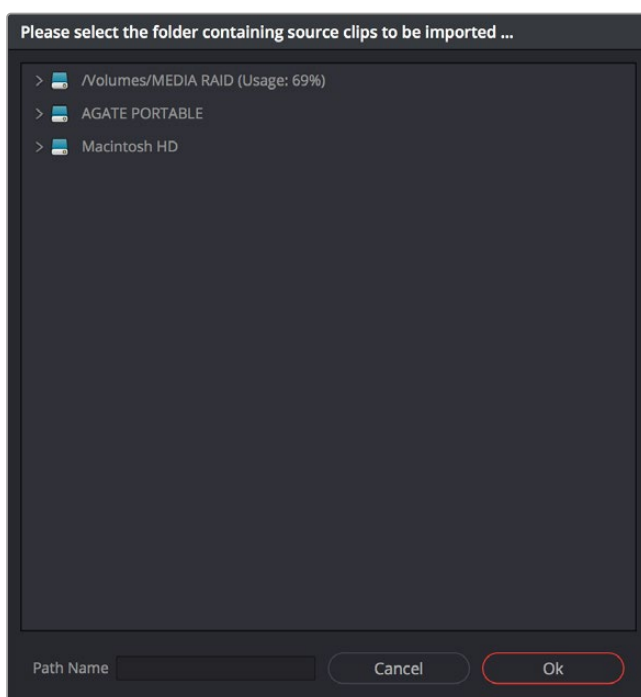 Please select the folder containing source clips to be imported ...
/Volumes/MEDIA RAID (Usage: 69%)
AGATE PORTABLE
Macintosh HD
Path Name
Cancel
Ok